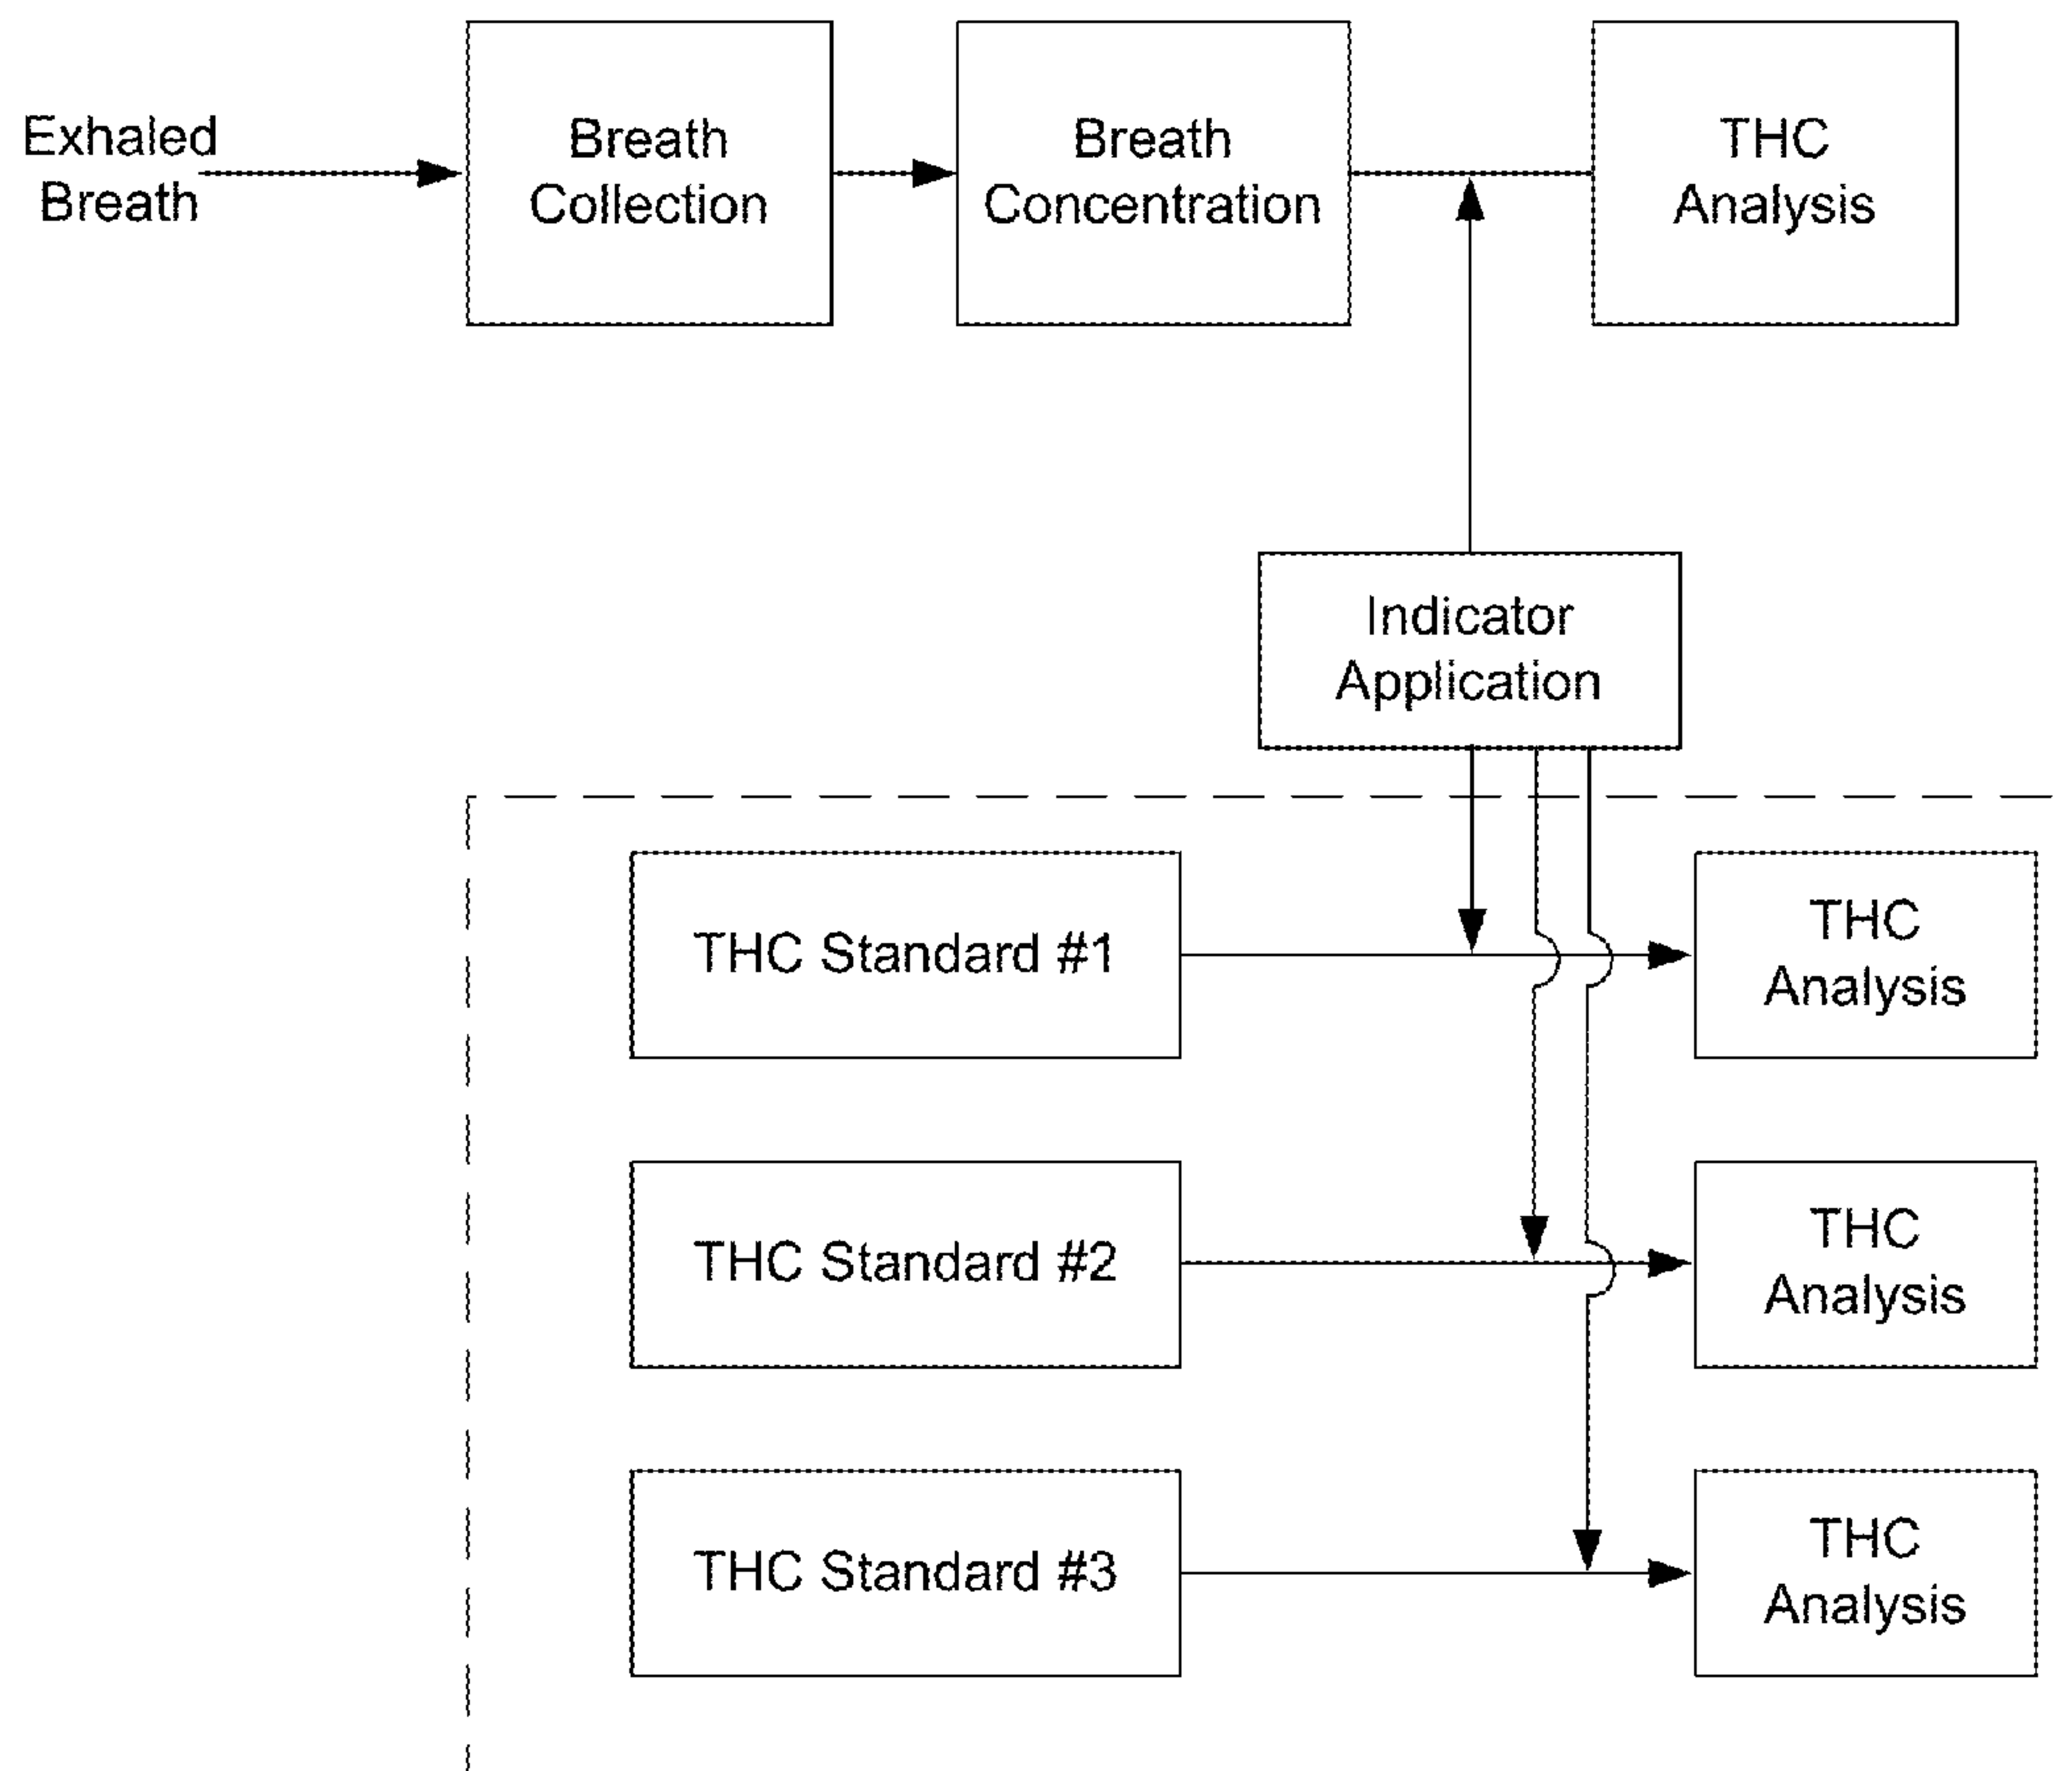 Exhaled
Breath
Breath
Collection
Breath
Concentration
THC
Analysis
Indicator
Application
THC Standard #1
THC
Analysis
THC Standard #2
THC
Analysis
THC Standard #3
THC
Analysis